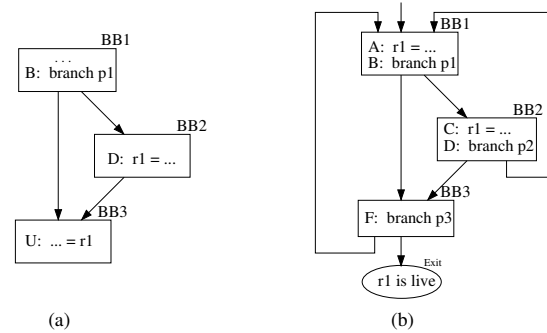 BB1
. . .
B: branch p1
BB2
D: r1 = ...
BB3
U: ... = r1
(a)
BB1
A: r1 = ...
B: branch p1
BB2
C: r1 = ...
D: branch p2
BB3
F: branch p3
Exit
r1 is live
(b)